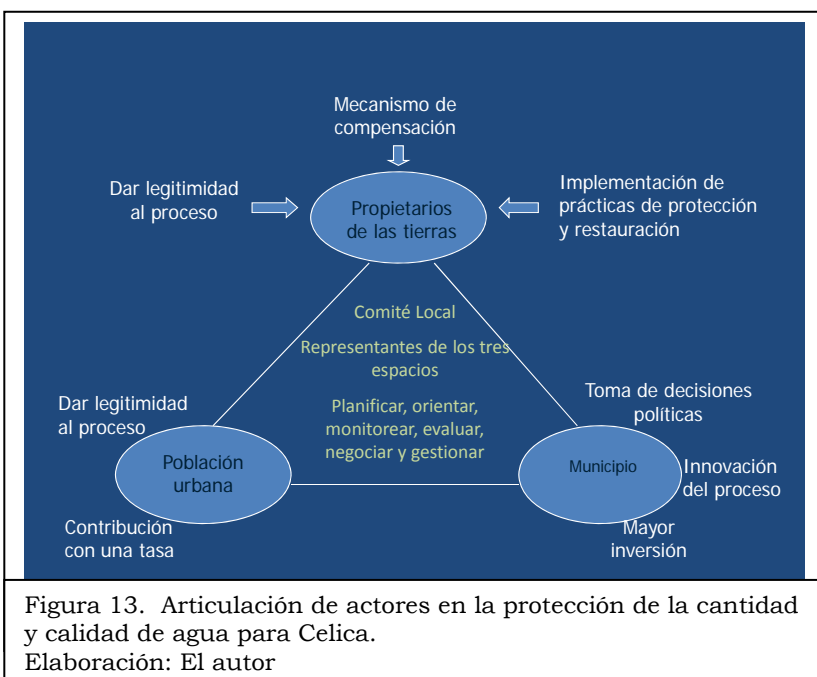 Mecanismo de
compensación
Dar legitimidad
al proceso
Propietarios
de las tierras
Implementación de
prácticas de protección
y restauración
Comité Local
Representantes de los tres
espacios
Planificar, orientar,
monitorear, evaluar,
negociar y gestionar
Dar legitimidad
al proceso
Población
urbana
Contribución
con una tasa
Toma de decisiones
políticas
Municipio
Innovación
del proceso
Mayor
inversión
Figura 13. Articulación de actores en la protección de la cantidad
y calidad de agua para Celica.
Elaboración: El autor